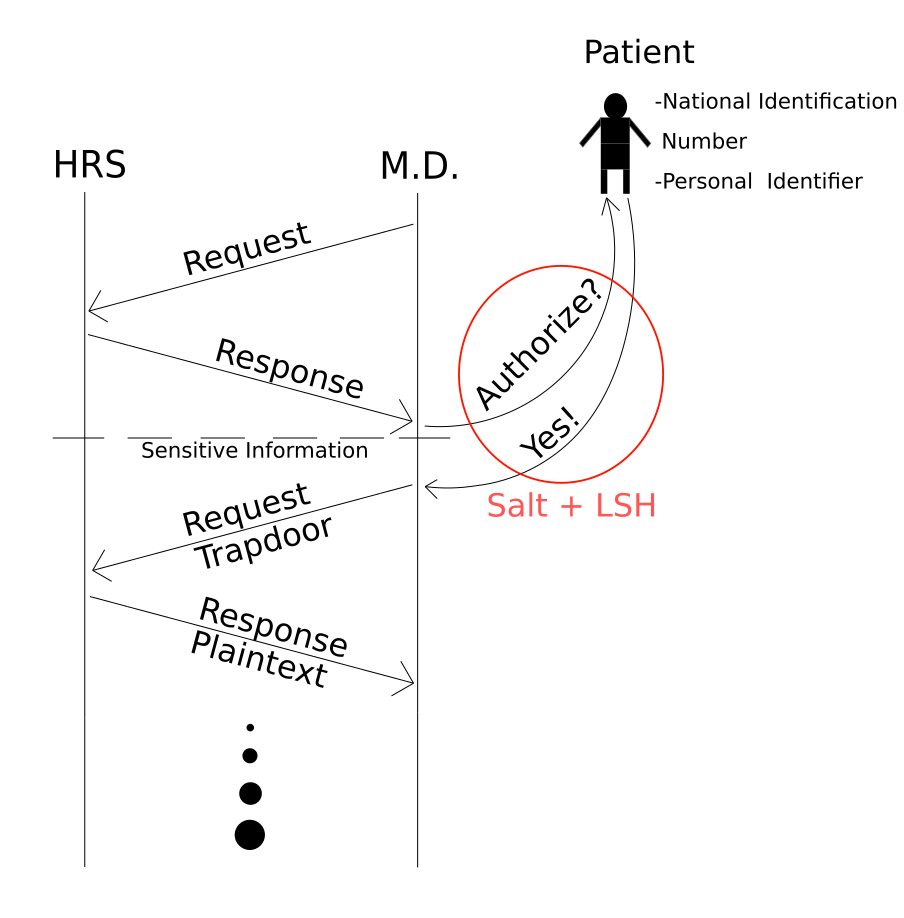 Patient
-National Identification
Number
-Personal Identifier
HRS
M.D.
Request
Response
Authorize?
Sensitive Information
Yes!
Salt + LSH
Request
Trapdoor
Response
Plaintext